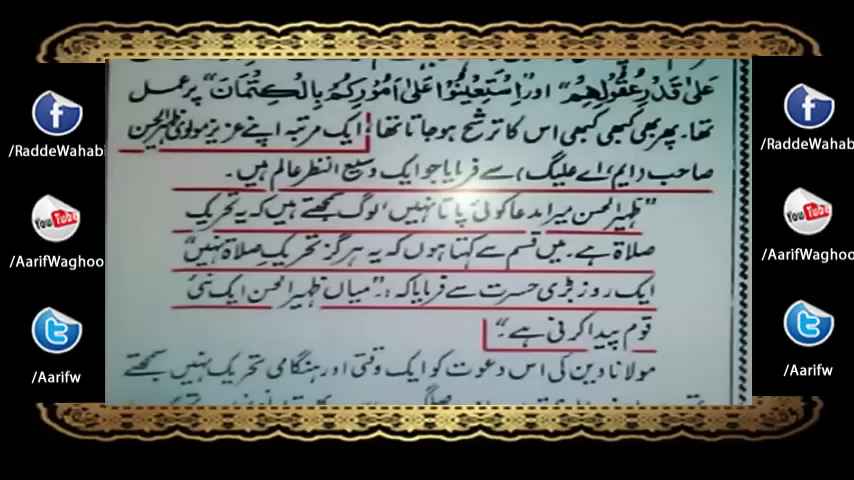 عَلیٰ قَدْرِ عُقُوْلِهِمْ" اور "اِسْتَعِیْنُوْا عَلیٰ اُمُوْرِکُمْ بِالْکِتْمَانَ" پر عمل
تھا۔ پھر بھی کبھی کبھی اس کا ترشح ہو جاتا تھا، ایک مرتبہ اپنے عزیز مولوی ظہیر الحسن
صاحب (ایم، اے علیگ) سے فرمایا جو ایک وسیع النظر عالم ہیں۔
"ظہیر الحسن میرا مدعا کوئی پاتا نہیں، لوگ سمجھتے ہیں کہ یہ تحریک
صلاۃ ہے۔ میں قسم سے کہتا ہوں کہ یہ ہرگز تحریکِ صلاۃ نہیں"
ایک روز بڑی حسرت سے فرمایا کہ:۔ "میاں ظہیر الحسن ایک نئی
قوم پیدا کرنی ہے۔"
مولانا دین کی اس دعوت کو ایک وقتی اور ہنگامی تحریک نہیں سمجھتے
/RaddeWahabi
You Tube
/AarifWaghoo
/Aarifw
/RaddeWahabi
You Tube
/AarifWaghoo
/Aarifw